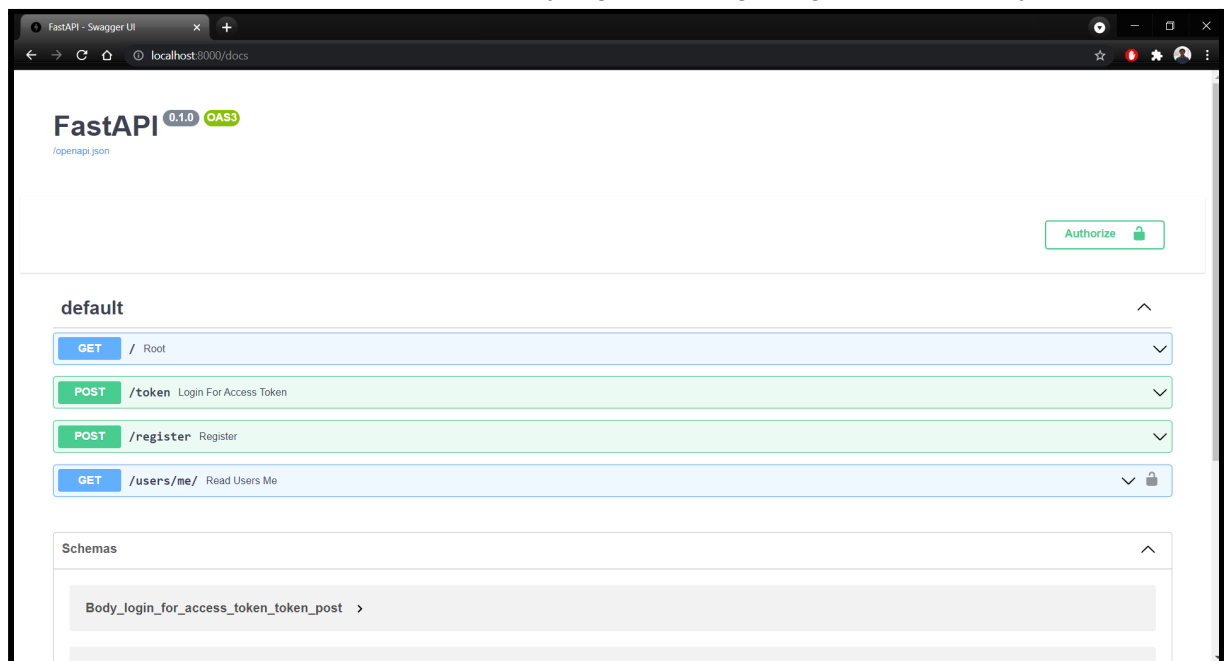 FastAPI - Swagger UI
localhost:8000/docs
FastAPI 0.1.0 OAS3
/openapi.json
Authorize
default
GET / Root
POST /token Login For Access Token
POST /register Register
GET /users/me/ Read Users Me
Schemas
Body_login_for_access_token_token_post